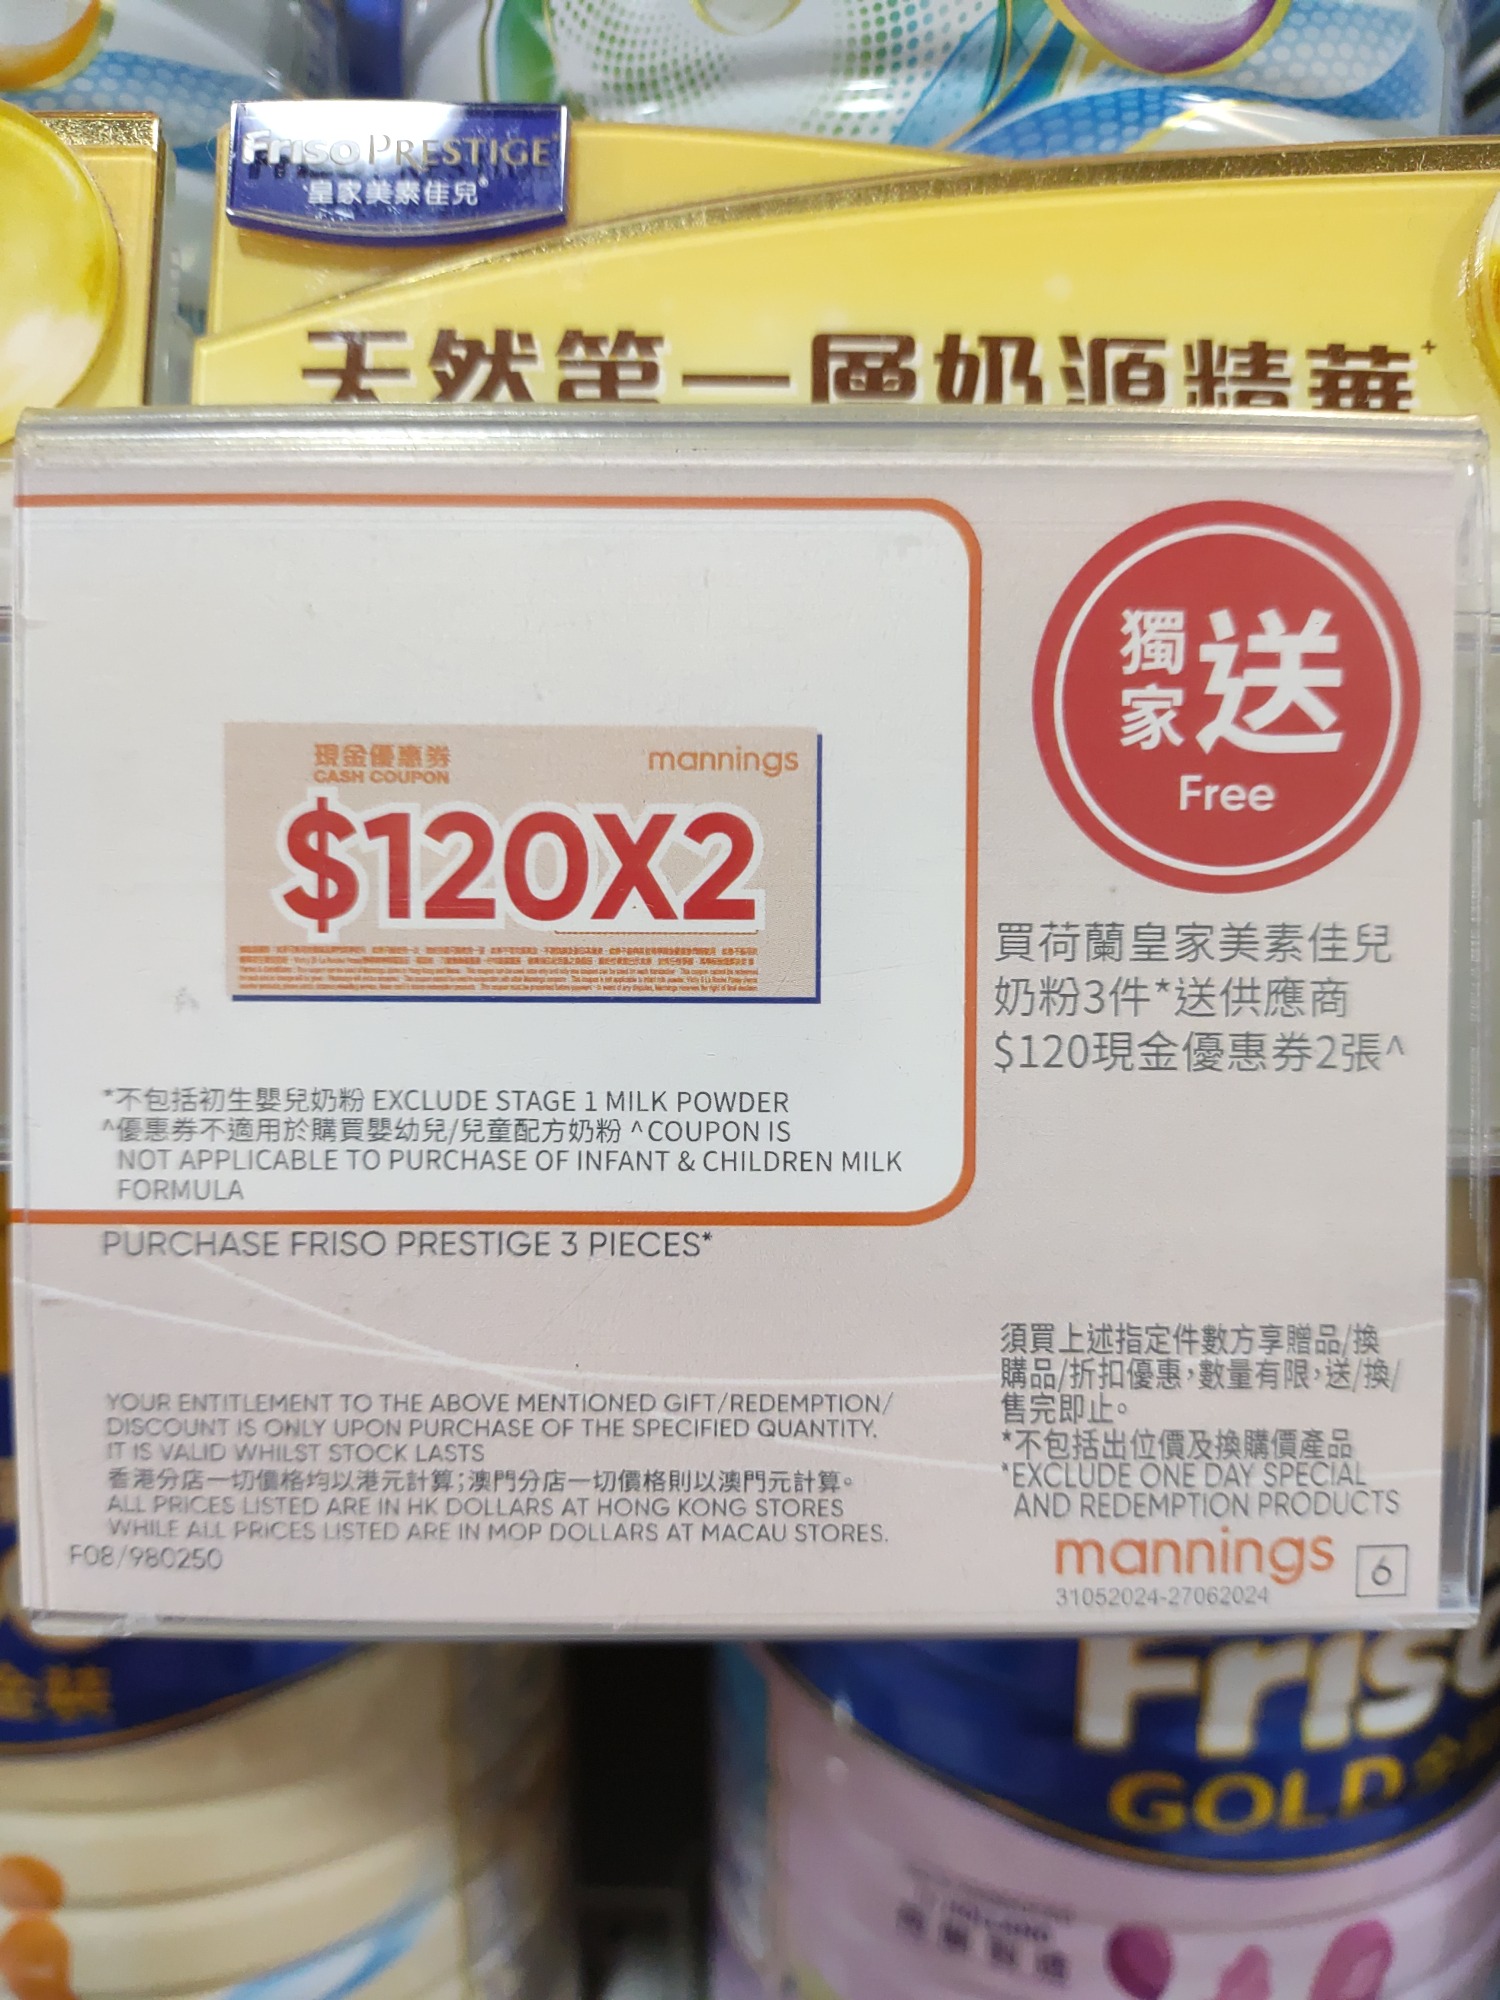 Friso PRESTIGE
皇家美素佳兒®
天然第一層奶源精華+
現金優惠券
CASH COUPON
mannings
$120X2
獨家送
Free
買荷蘭皇家美素佳兒
奶粉3件*送供應商
$120現金優惠券2張^
*不包括初生嬰兒奶粉 EXCLUDE STAGE 1 MILK POWDER
^優惠券不適用於購買嬰幼兒/兒童配方奶粉 ^COUPON IS
NOT APPLICABLE TO PURCHASE OF INFANT & CHILDREN MILK
FORMULA
PURCHASE FRISO PRESTIGE 3 PIECES*
須買上述指定件數方享贈品/換
購品/折扣優惠,數量有限,送/換/
售完即止。
*不包括出位價及換購價產品
*EXCLUDE ONE DAY SPECIAL
AND REDEMPTION PRODUCTS
YOUR ENTITLEMENT TO THE ABOVE MENTIONED GIFT/REDEMPTION/
DISCOUNT IS ONLY UPON PURCHASE OF THE SPECIFIED QUANTITY.
IT IS VALID WHILST STOCK LASTS
香港分店一切價格均以港元計算;澳門分店一切價格則以澳門元計算。
ALL PRICES LISTED ARE IN HK DOLLARS AT HONG KONG STORES
WHILE ALL PRICES LISTED ARE IN MOP DOLLARS AT MACAU STORES.
F08/980250
mannings
31052024-27062024
6
金裝
Friso
GOLD